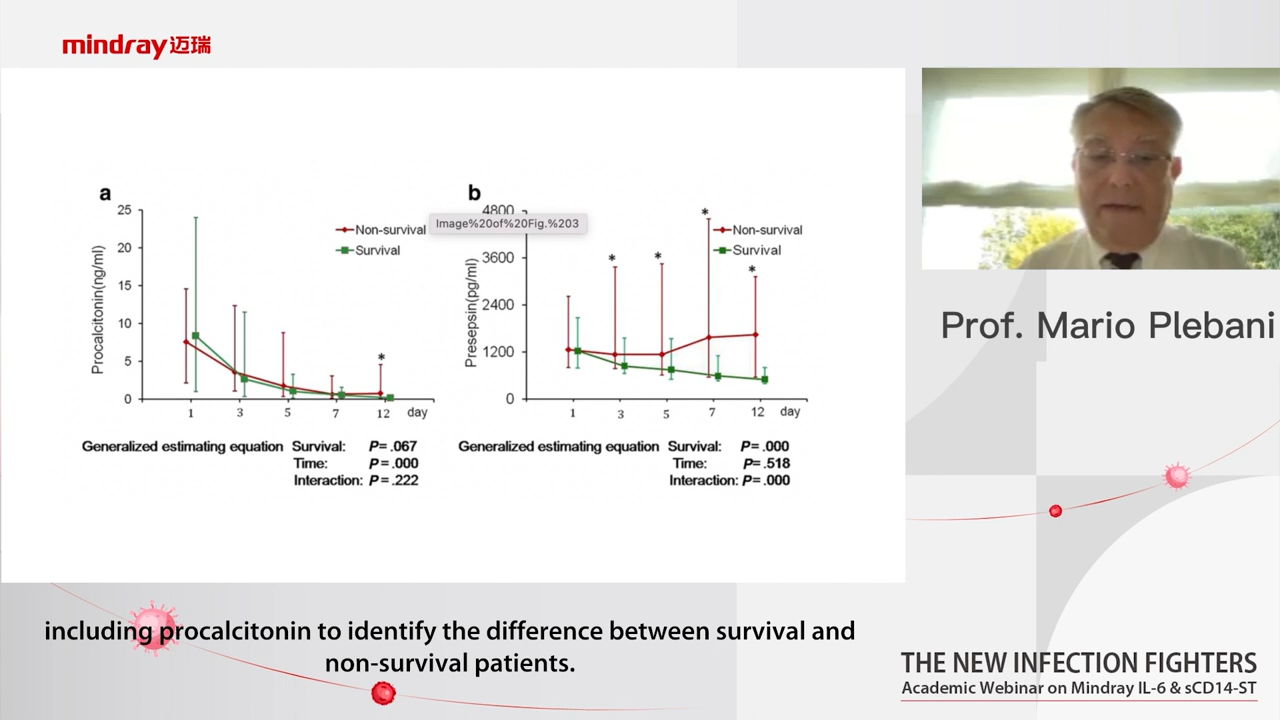 mindray迈瑞
a
25
20
15
10
5
0
Procalcitonin(ng/ml)
Non-survival
Survival
1 3 5 7 12 day
*
Generalized estimating equation Survival: P= .067
Time: P= .000
Interaction: P= .222
b
4800
3600
2400
1200
0
Presepsin(pg/ml)
Image%20of%20Fig.%203
Non-survival
Survival
* * * *
1 3 5 7 12 day
Generalized estimating equation Survival: P= .000
Time: P= .518
Interaction: P= .000
Prof. Mario Plebani
including procalcitonin to identify the difference between survival and
non-survival patients.
THE NEW INFECTION FIGHTERS
Academic Webinar on Mindray IL-6 & sCD14-ST